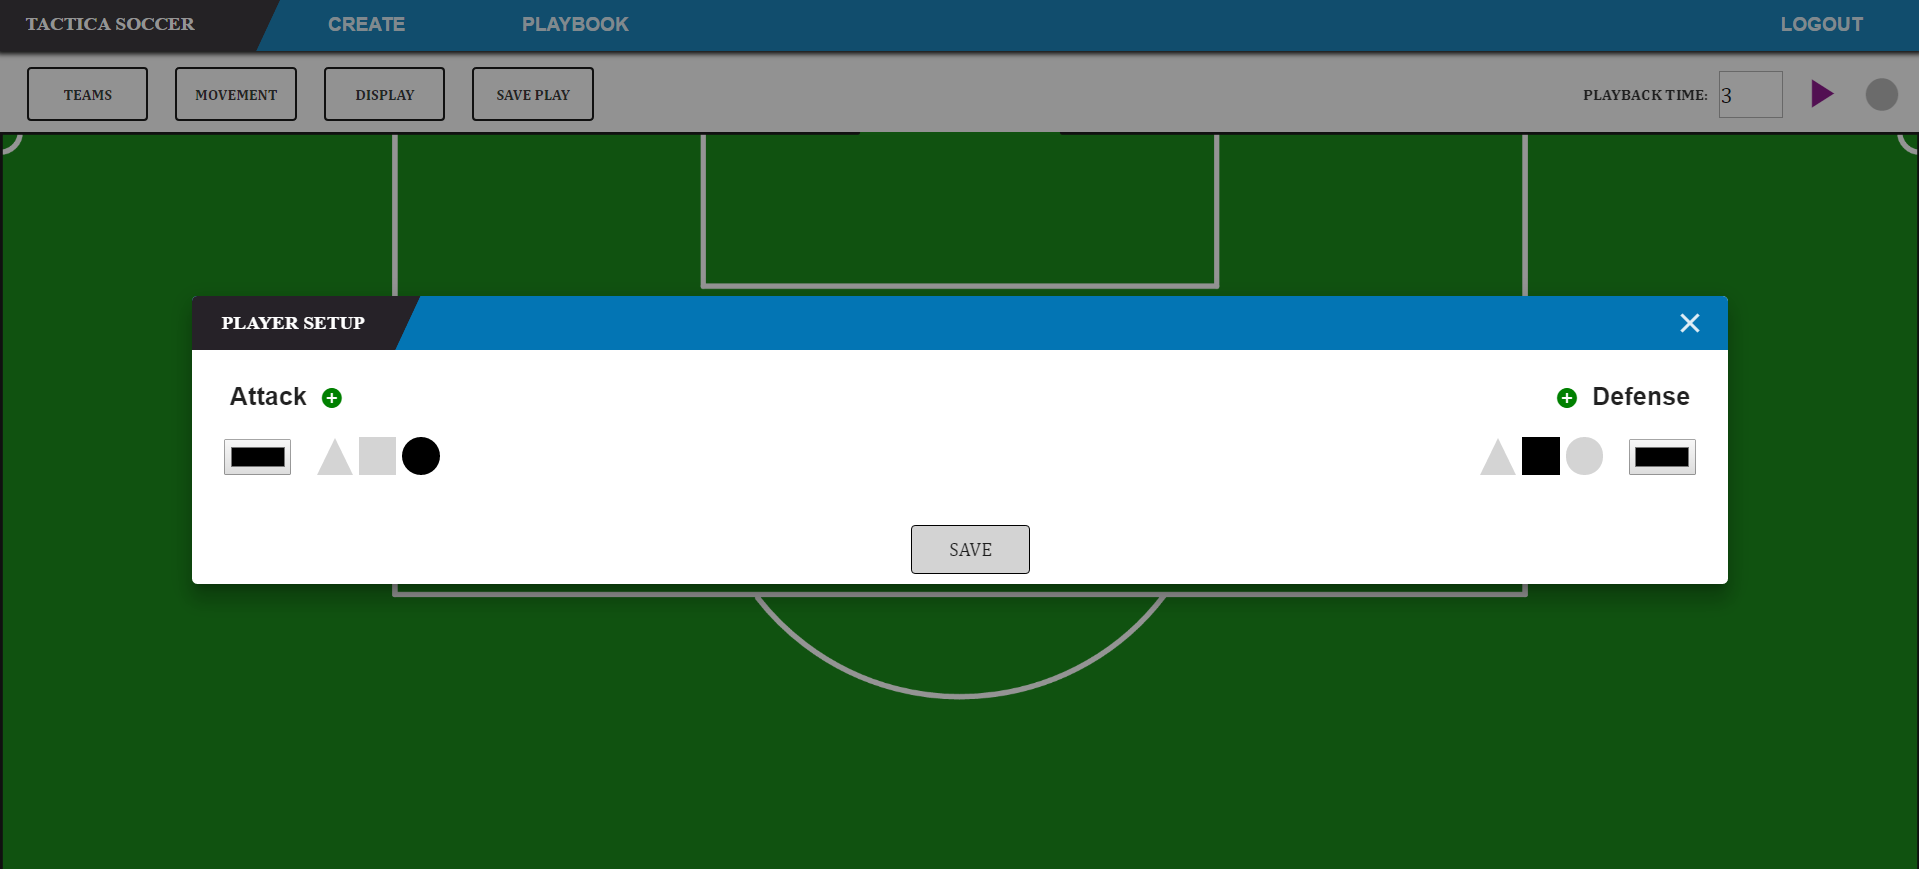 TACTICA SOCCER
CREATE
PLAYBOOK
LOGOUT
TEAMS
MOVEMENT
DISPLAY
SAVE PLAY
PLAYBACK TIME:
3
PLAYER SETUP
Attack
Defense
SAVE